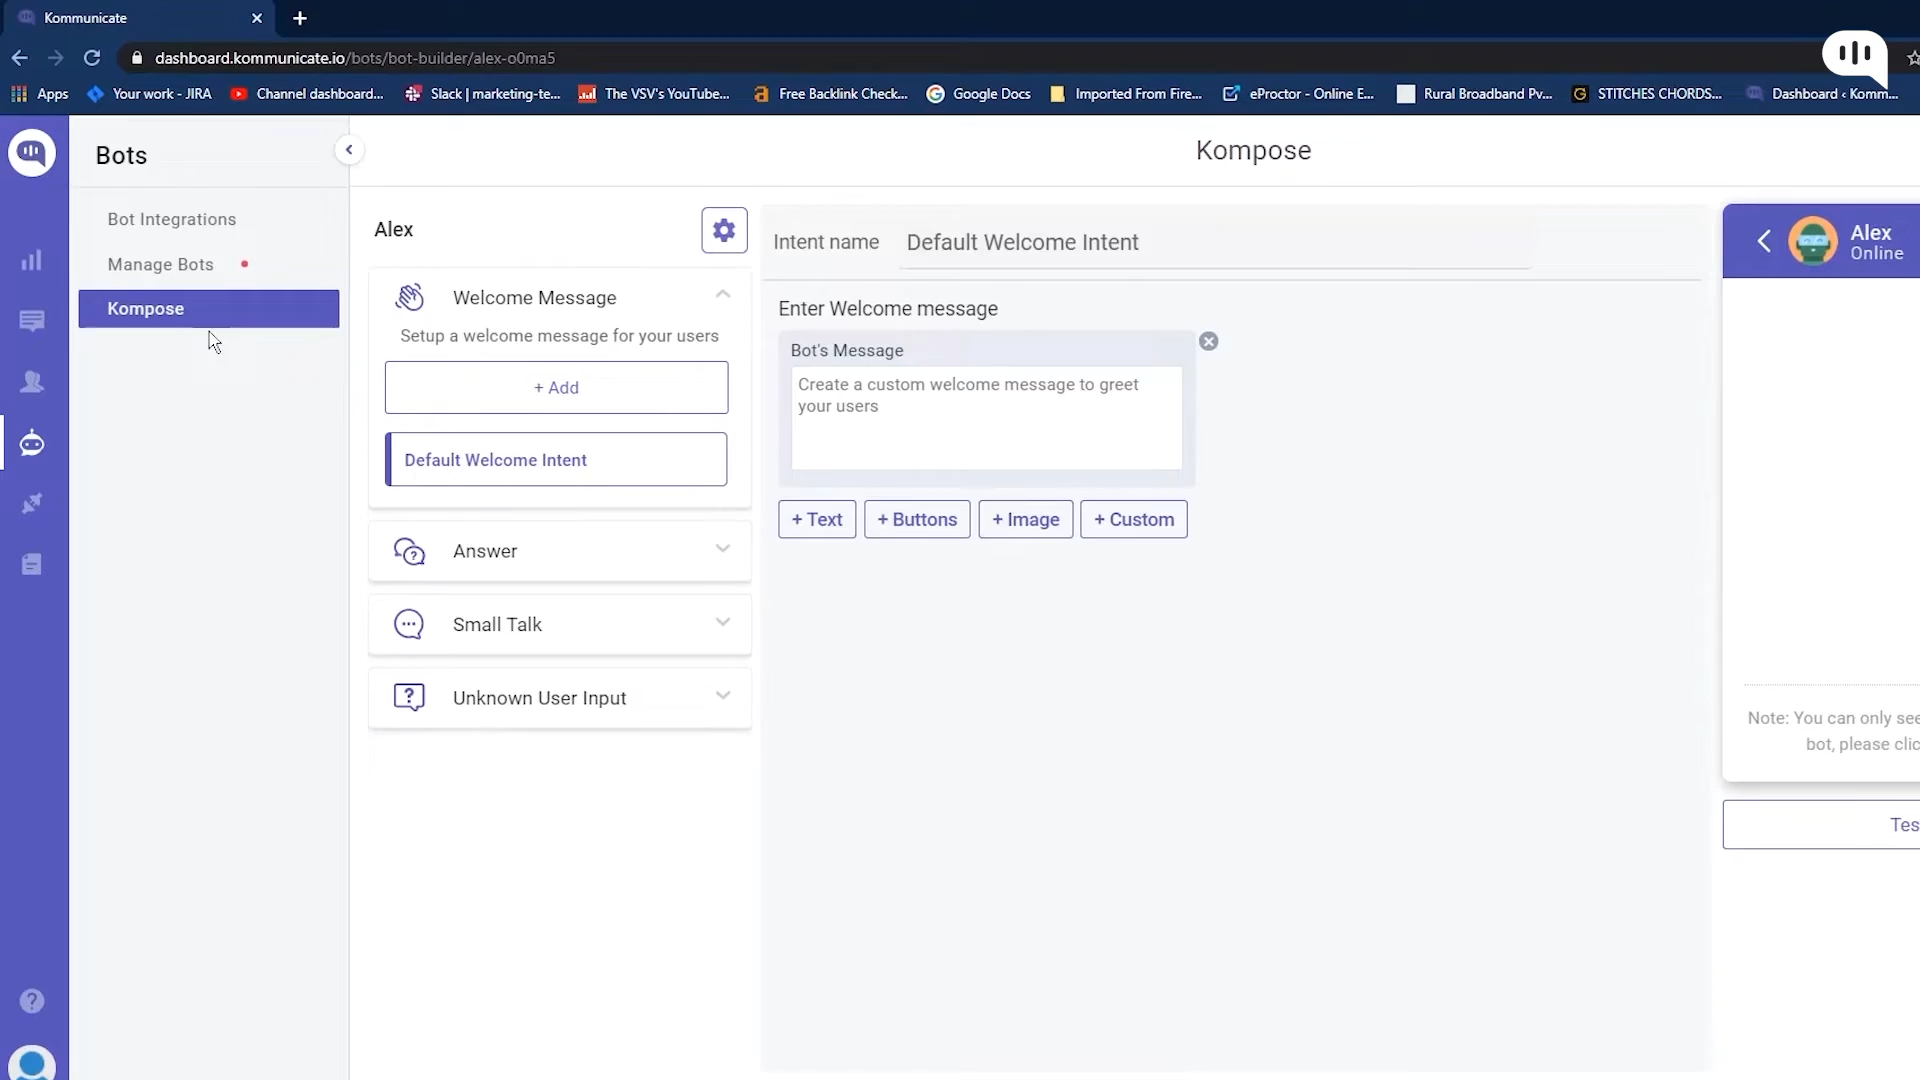 Kommunicate
dashboard.kommunicate.io/bots/bot-builder/alex-o0ma5
Apps
Your work - JIRA
Channel dashboard...
Slack | marketing-te...
The VSV's YouTube...
Free Backlink Check...
Google Docs
Imported From Fire...
eProctor - Online E...
Rural Broadband Pv...
STITCHES CHORDS...
Dashboard ‹ Komm...
Bots
Bot Integrations
Manage Bots
Kompose
Kompose
Alex
Welcome Message
Setup a welcome message for your users
+ Add
Default Welcome Intent
Answer
Small Talk
Unknown User Input
Intent name
Default Welcome Intent
Enter Welcome message
Bot's Message
Create a custom welcome message to greet
your users
+ Text
+ Buttons
+ Image
+ Custom
Alex
Online
Note: You can only see
bot, please clic
Tes